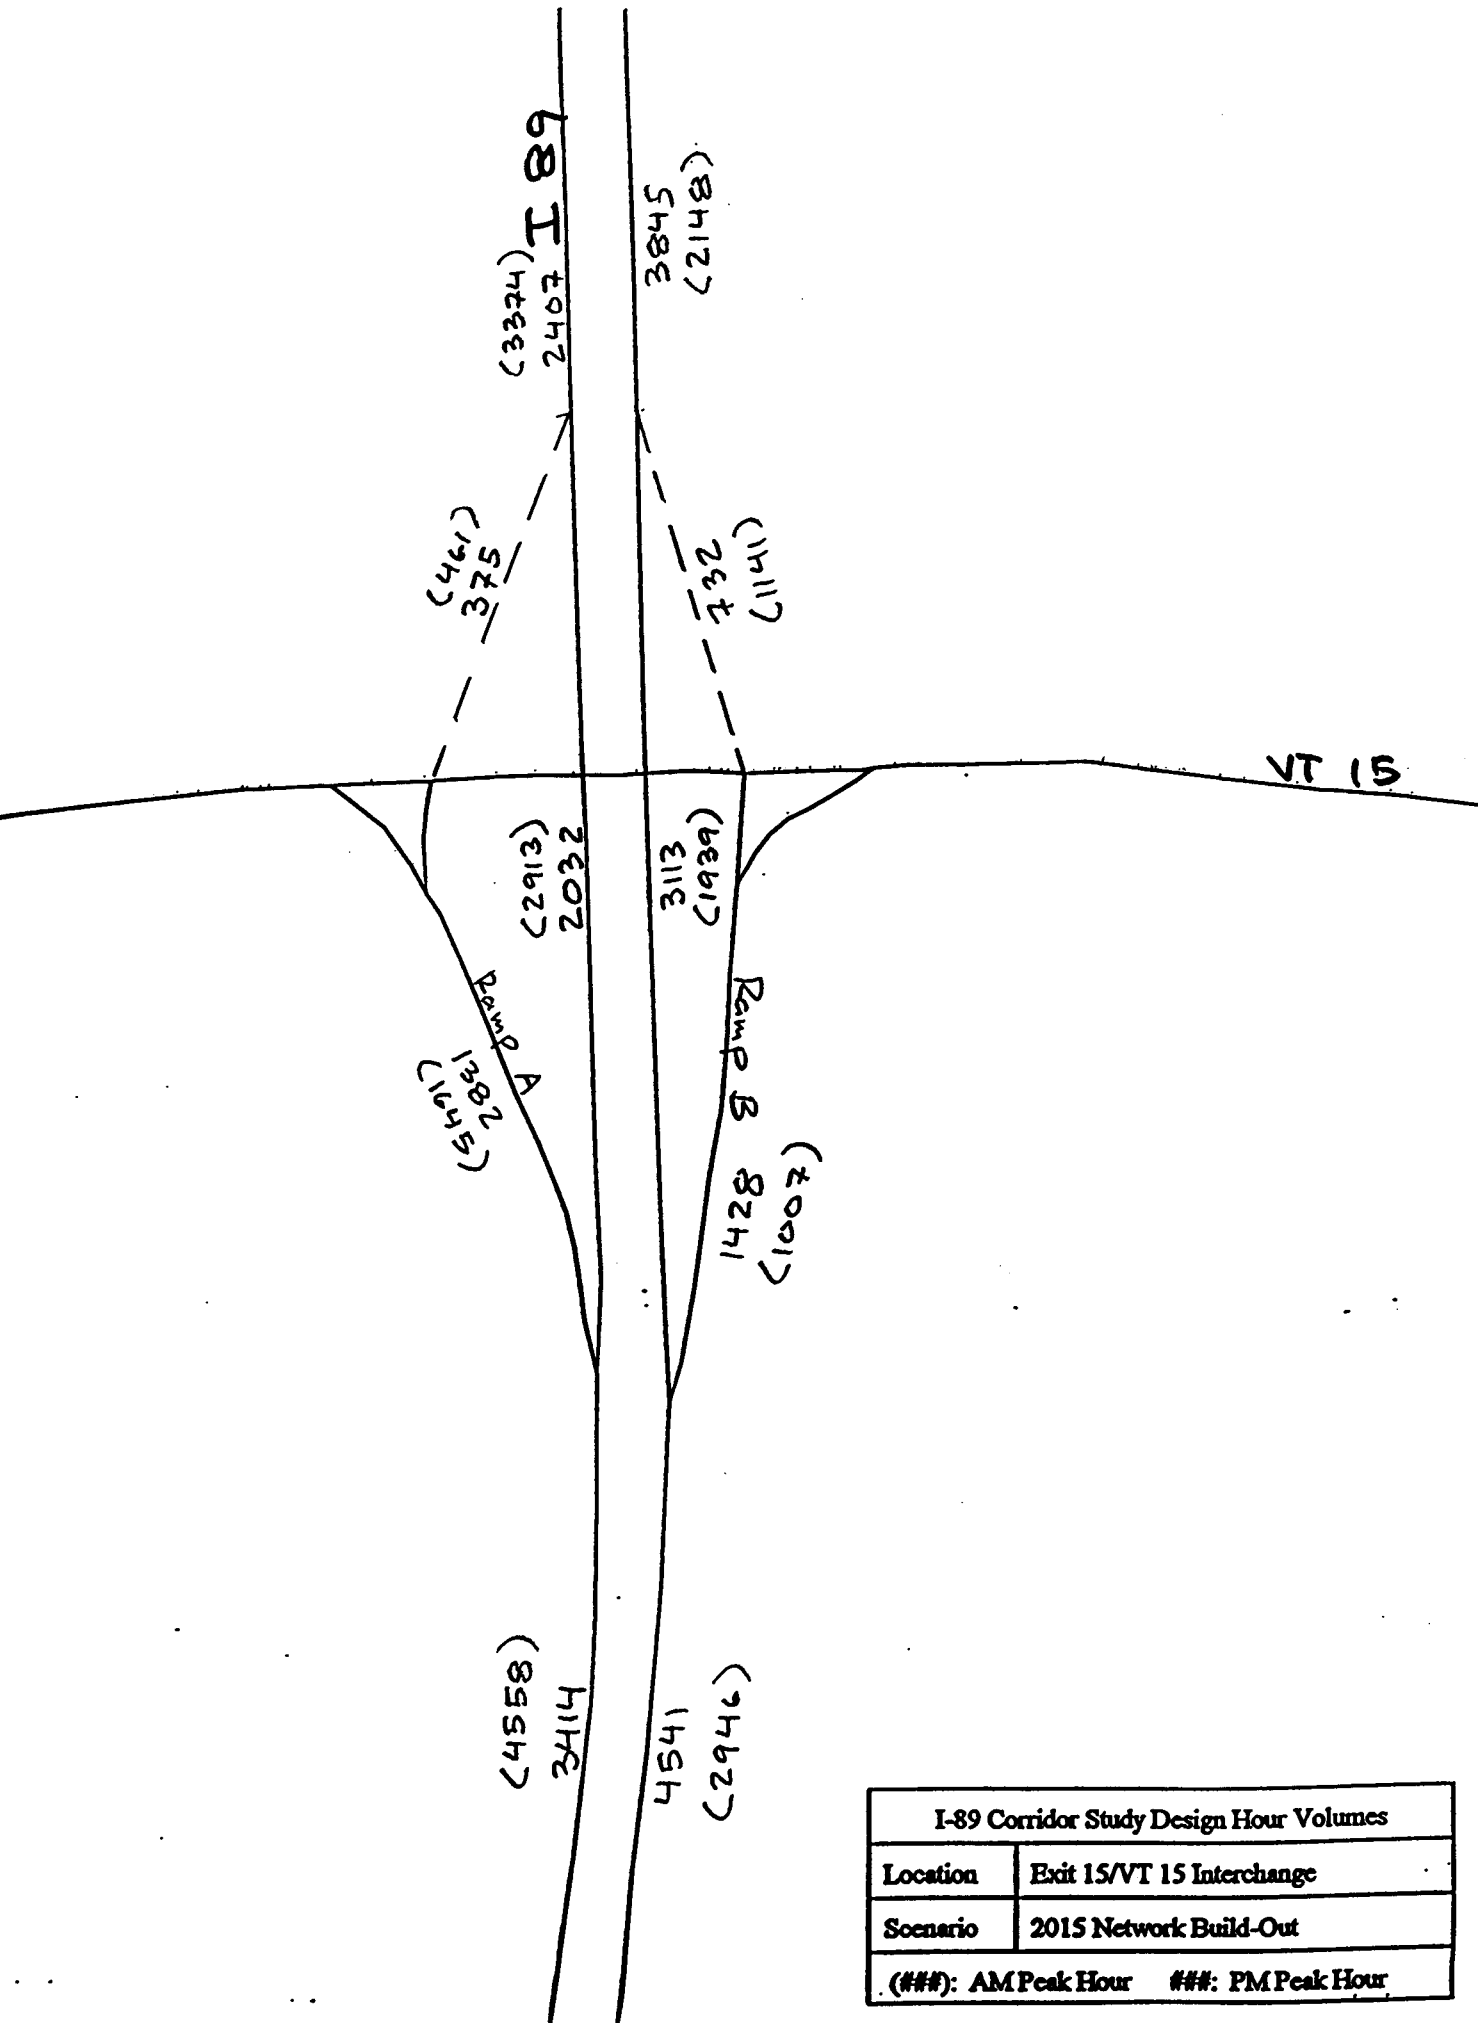 I 89
(3374)
2407
3845
(2148)
(461)
375
732
(1141)
VT 15
(2913)
2032
3113
(1939)
Ramp A
1382
(1645)
Ramp B
1428
(1007)
(4558)
3414
4541
(2946)
I-89 Corridor Study Design Hour Volumes
Location Exit 15/VT 15 Interchange
Scenario 2015 Network Build-Out
(###): AM Peak Hour ###: PM Peak Hour